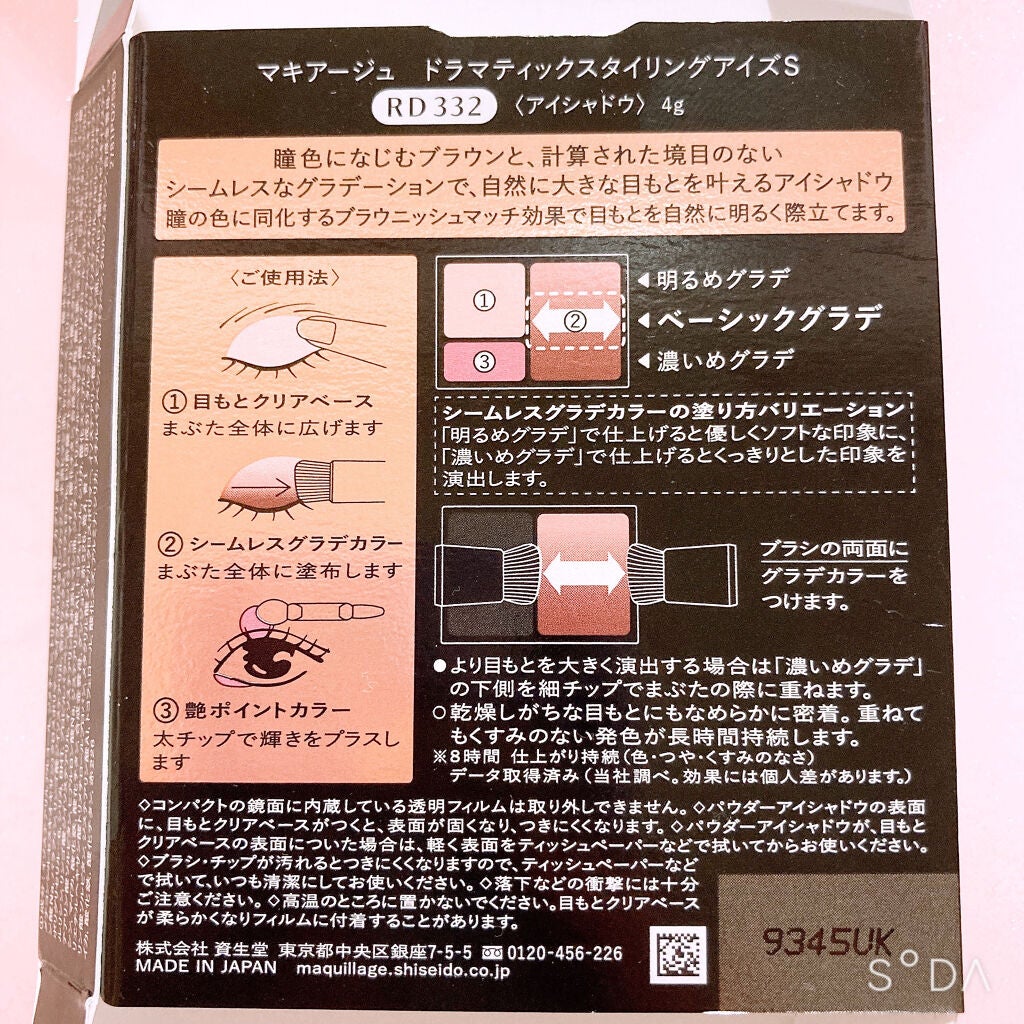 マキアージュ ドラマティックスタイリングアイズS
RD 332 〈アイシャドウ〉 4g
瞳色になじむブラウンと、計算された境目のない
シームレスなグラデーションで、自然に大きな目もとを叶えるアイシャドウ
瞳の色に同化するブラウニッシュマッチ効果で目もとを自然に明るく際立てます。
〈ご使用法〉
①目もとクリアベース
まぶた全体に広げます
②シームレスグラデカラー
まぶた全体に塗布します
③艶ポイントカラー
太チップで輝きをプラスし
ます
①
②
③
◀明るめグラデ
◀ベーシックグラデ
◀濃いめグラデ
シームレスグラデカラーの塗り方バリエーション
「明るめグラデ」で仕上げると優しくソフトな印象に、
「濃いめグラデ」で仕上げるとくっきりとした印象を
演出します。
ブラシの両面に
グラデカラーを
つけます。
●より目もとを大きく演出する場合は「濃いめグラデ」
の下側を細チップでまぶたの際に重ねます。
○乾燥しがちな目もとにもなめらかに密着。重ねて
もくすみのない発色が長時間持続します。
※8時間 仕上がり持続(色・つや・くすみのなさ)
データ取得済み(当社調べ。効果には個人差があります。)
◇コンパクトの鏡面に内蔵している透明フィルムは取り外しできません。◇パウダーアイシャドウの表面
に、目もとクリアベースがつくと、表面が固くなり、つきにくくなります。◇パウダーアイシャドウが、目もと
クリアベースの表面についた場合は、軽く表面をティッシュペーパーなどで拭いてからお使いください。
◇ブラシ・チップが汚れるとつきにくくなりますので、ティッシュペーパーなど
で拭いて、いつも清潔にしてお使いください。◇落下などの衝撃には十分
ご注意ください。◇高温のところに置かないでください。目もとクリアベース
が柔らかくなりフィルムに付着することがあります。
株式会社 資生堂 東京都中央区銀座7-5-5 0120-456-226
MADE IN JAPAN maquillage.shiseido.co.jp
9345UK
SODA